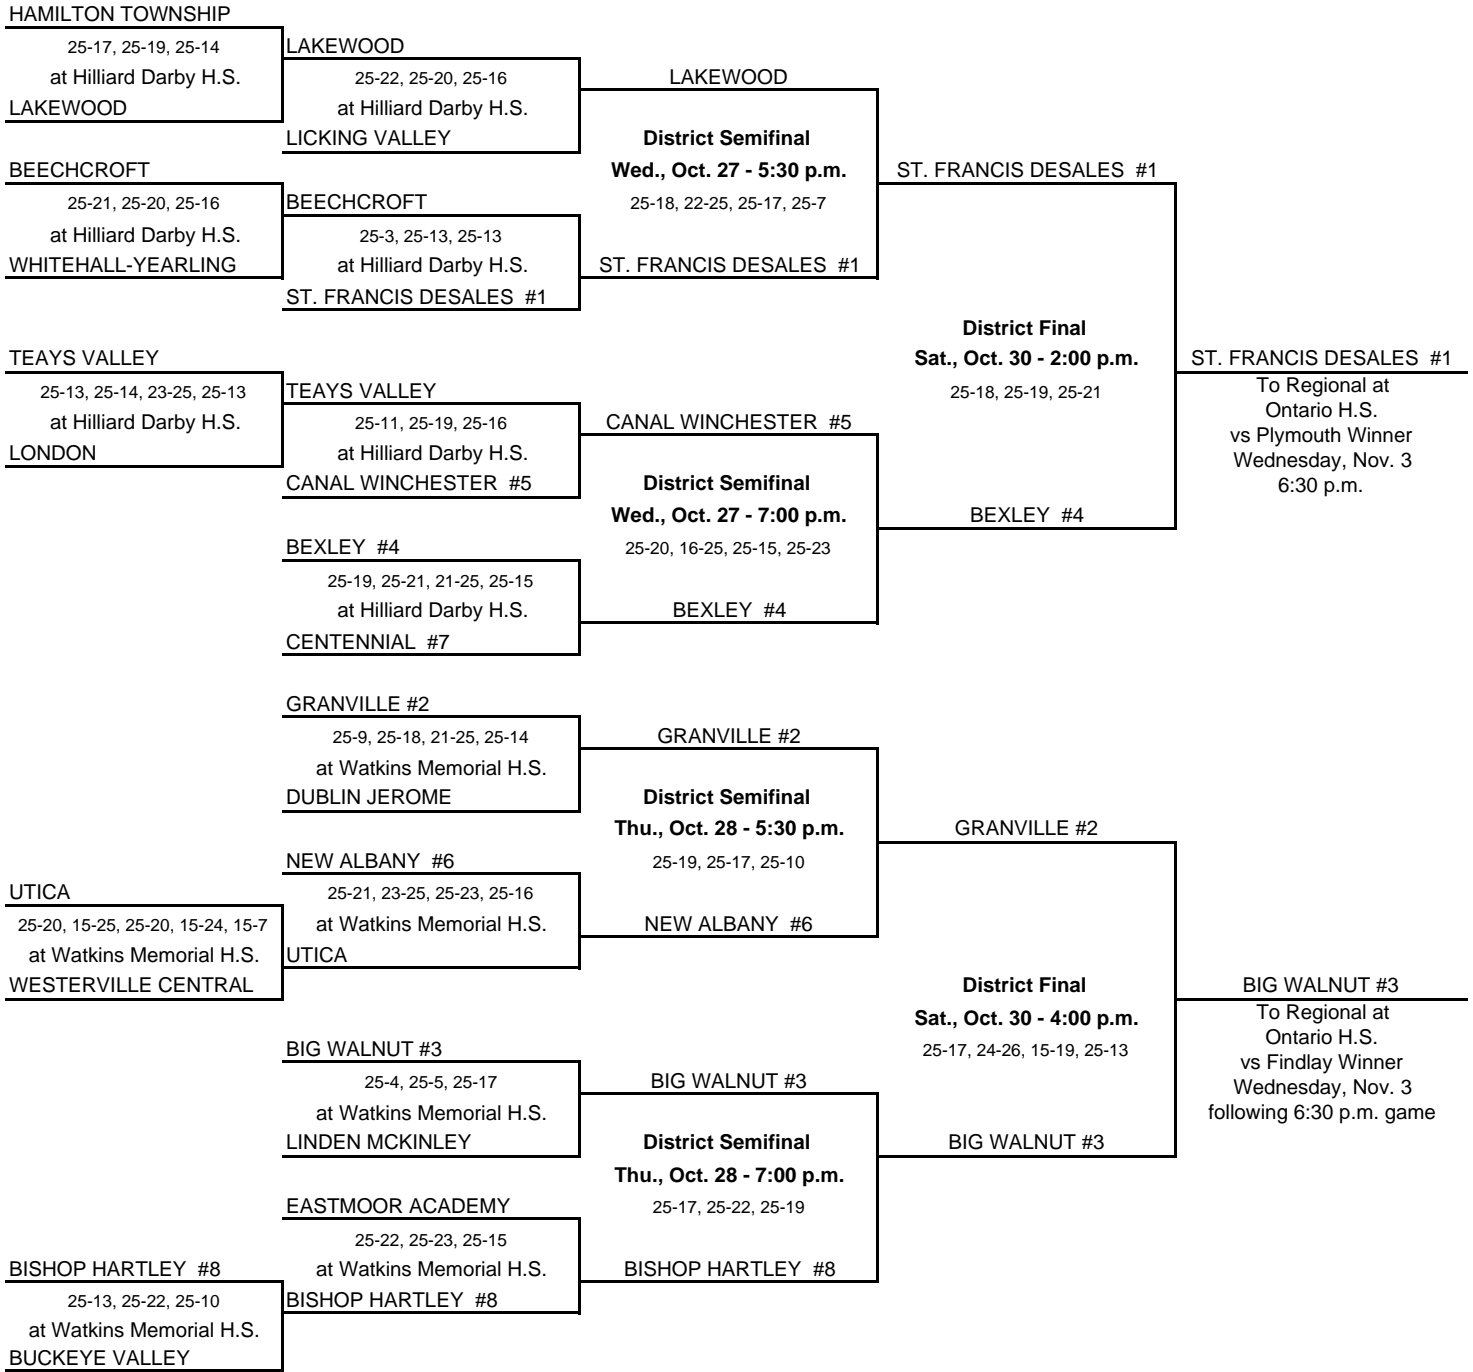 HAMILTON TOWNSHIP
25-17, 25-19, 25-14
at Hilliard Darby H.S.
LAKEWOOD
BEECHCROFT
25-21, 25-20, 25-16
at Hilliard Darby H.S.
WHITEHALL-YEARLING
TEAYS VALLEY
25-13, 25-14, 23-25, 25-13
at Hilliard Darby H.S.
LONDON
UTICA
25-20, 15-25, 25-20, 15-24, 15-7
at Watkins Memorial H.S.
WESTERVILLE CENTRAL
BISHOP HARTLEY #8
25-13, 25-22, 25-10
at Watkins Memorial H.S.
BUCKEYE VALLEY
LAKEWOOD
25-22, 25-20, 25-16
at Hilliard Darby H.S.
LICKING VALLEY
BEECHCROFT
25-3, 25-13, 25-13
at Hilliard Darby H.S.
ST. FRANCIS DESALES #1
TEAYS VALLEY
25-11, 25-19, 25-16
at Hilliard Darby H.S.
CANAL WINCHESTER #5
BEXLEY #4
25-19, 25-21, 21-25, 25-15
at Hilliard Darby H.S.
CENTENNIAL #7
GRANVILLE #2
25-9, 25-18, 21-25, 25-14
at Watkins Memorial H.S.
DUBLIN JEROME
NEW ALBANY #6
25-21, 23-25, 25-23, 25-16
at Watkins Memorial H.S.
UTICA
BIG WALNUT #3
25-4, 25-5, 25-17
at Watkins Memorial H.S.
LINDEN MCKINLEY
EASTMOOR ACADEMY
25-22, 25-23, 25-15
at Watkins Memorial H.S.
BISHOP HARTLEY #8
LAKEWOOD
District Semifinal
Wed., Oct. 27 - 5:30 p.m.
25-18, 22-25, 25-17, 25-7
ST. FRANCIS DESALES #1
CANAL WINCHESTER #5
District Semifinal
Wed., Oct. 27 - 7:00 p.m.
25-20, 16-25, 25-15, 25-23
BEXLEY #4
GRANVILLE #2
District Semifinal
Thu., Oct. 28 - 5:30 p.m.
25-19, 25-17, 25-10
NEW ALBANY #6
BIG WALNUT #3
District Semifinal
Thu., Oct. 28 - 7:00 p.m.
25-17, 25-22, 25-19
BISHOP HARTLEY #8
ST. FRANCIS DESALES #1
District Final
Sat., Oct. 30 - 2:00 p.m.
25-18, 25-19, 25-21
BEXLEY #4
GRANVILLE #2
District Final
Sat., Oct. 30 - 4:00 p.m.
25-17, 24-26, 15-19, 25-13
BIG WALNUT #3
ST. FRANCIS DESALES #1
To Regional at
Ontario H.S.
vs Plymouth Winner
Wednesday, Nov. 3
6:30 p.m.
BIG WALNUT #3
To Regional at
Ontario H.S.
vs Findlay Winner
Wednesday, Nov. 3
following 6:30 p.m. game